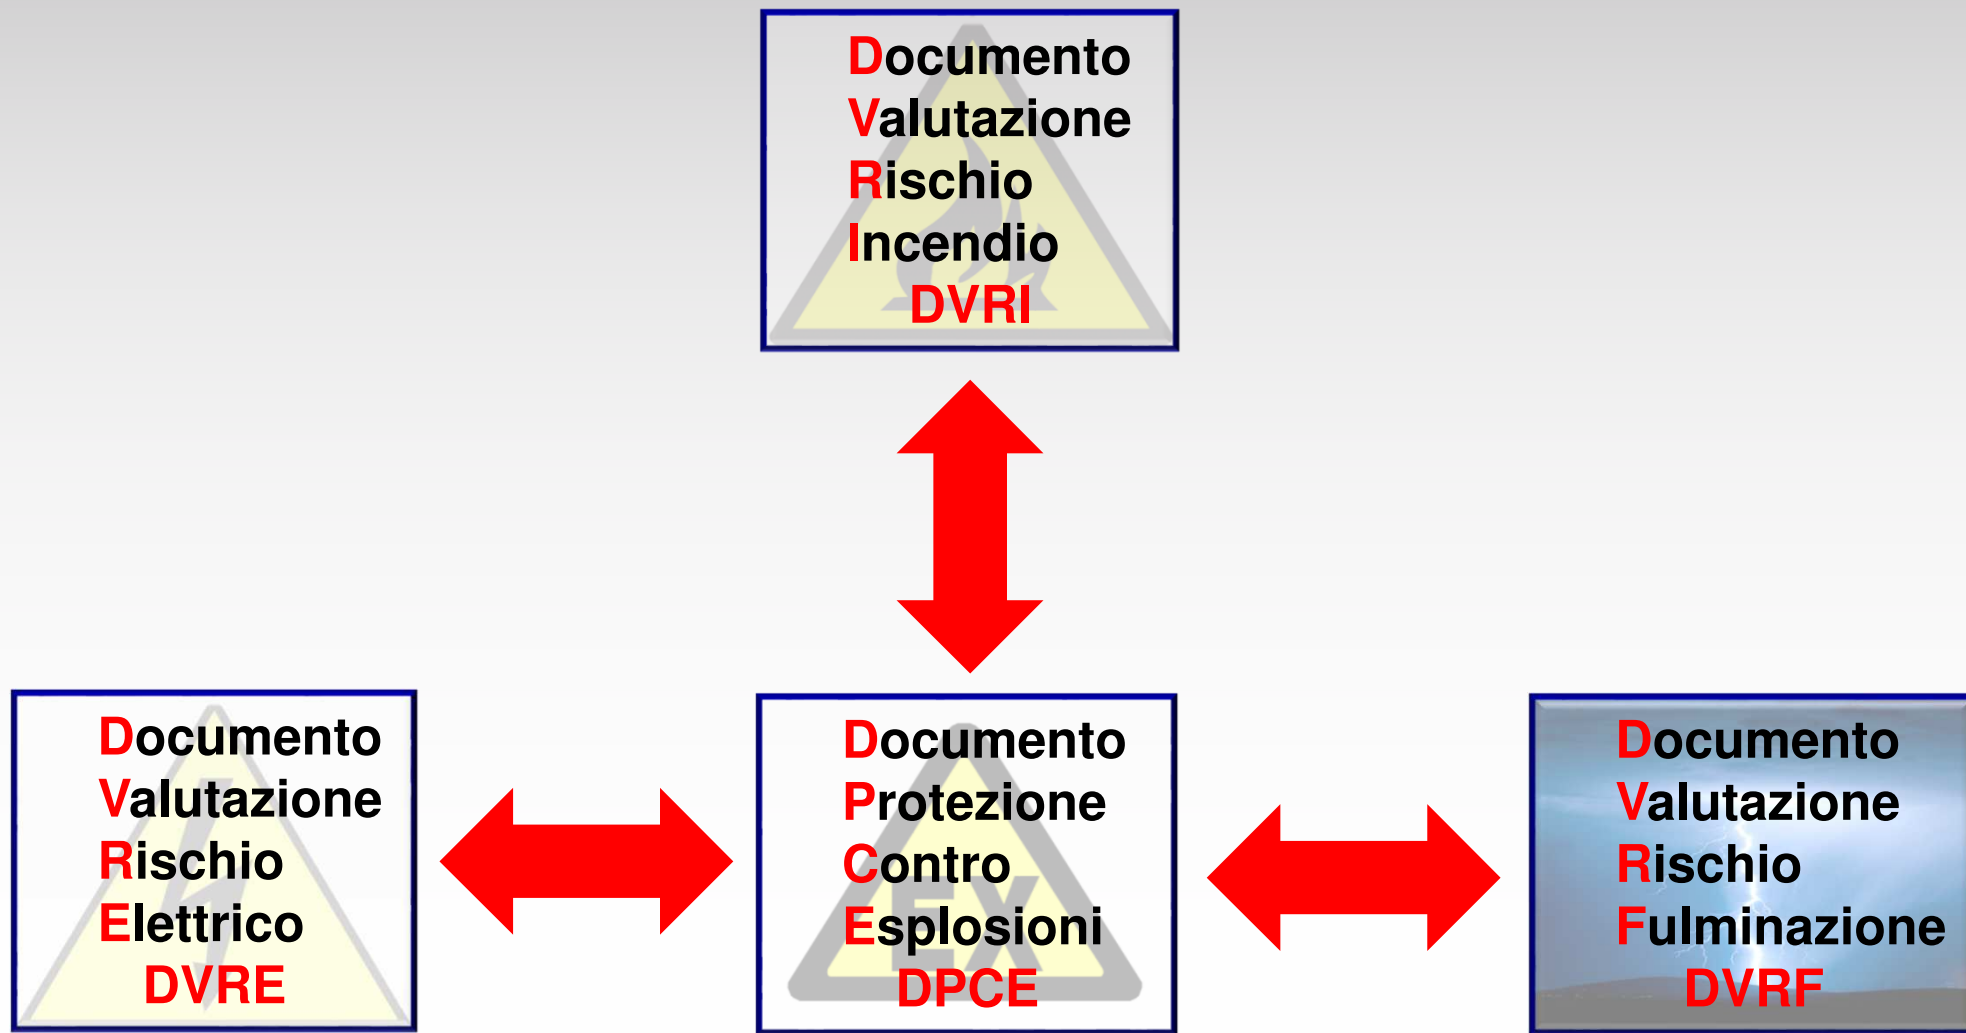 Documento
Valutazione
Rischio
Incendio
DVRI
Documento
Valutazione
Rischio
Elettrico
DVRE
Documento
Protezione
Contro
Esplosioni
DPCE
EX
Documento
Valutazione
Rischio
Fulminazione
DVRF